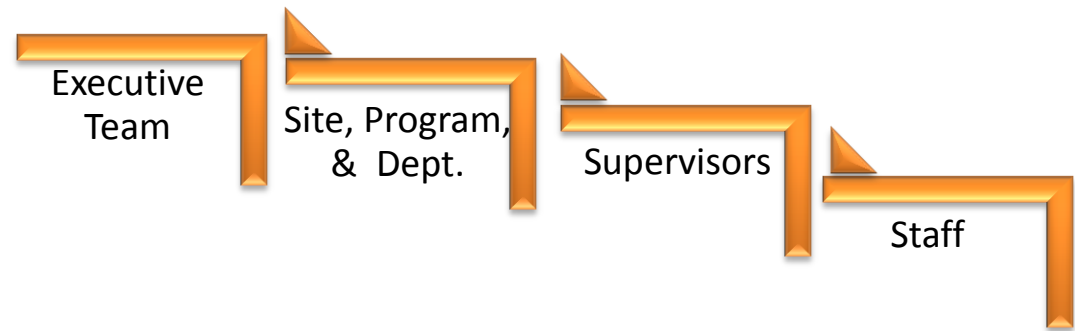 Executive
Team
Site, Program,
& Dept.
Supervisors
Staff